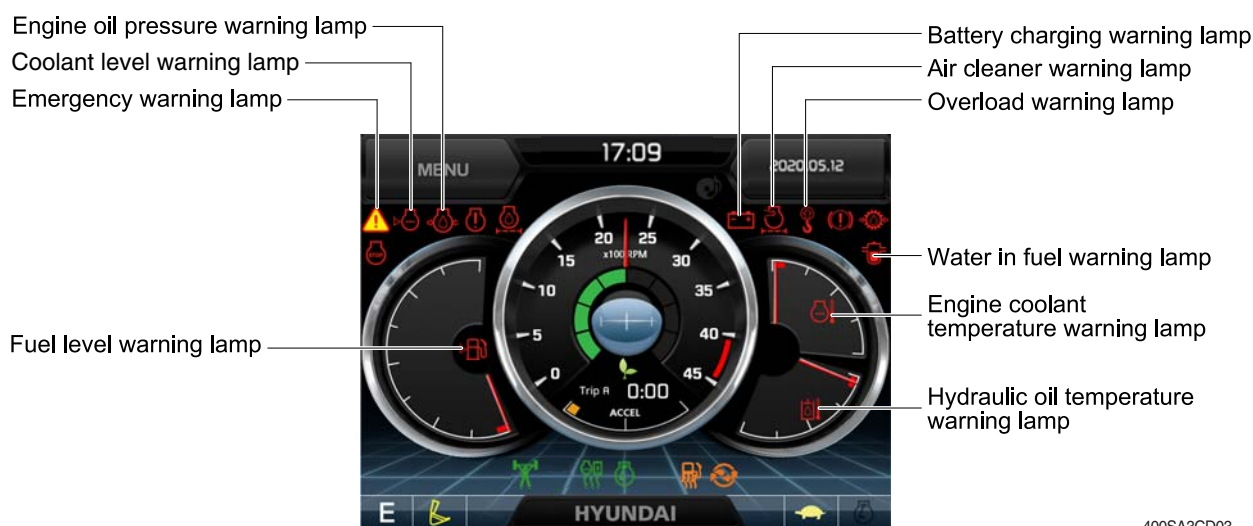 Engine oil pressure warning lamp
Coolant level warning lamp
Emergency warning lamp
Battery charging warning lamp
Air cleaner warning lamp
Overload warning lamp
MENU
17:09
2020.05.12
STOP
0
5
10
15
20
25
30
35
40
45
x100 RPM
Fuel level warning lamp
Water in fuel warning lamp
Engine coolant
temperature warning lamp
Hydraulic oil temperature
warning lamp
Trip A 0:00
ACCEL
E
HYUNDAI